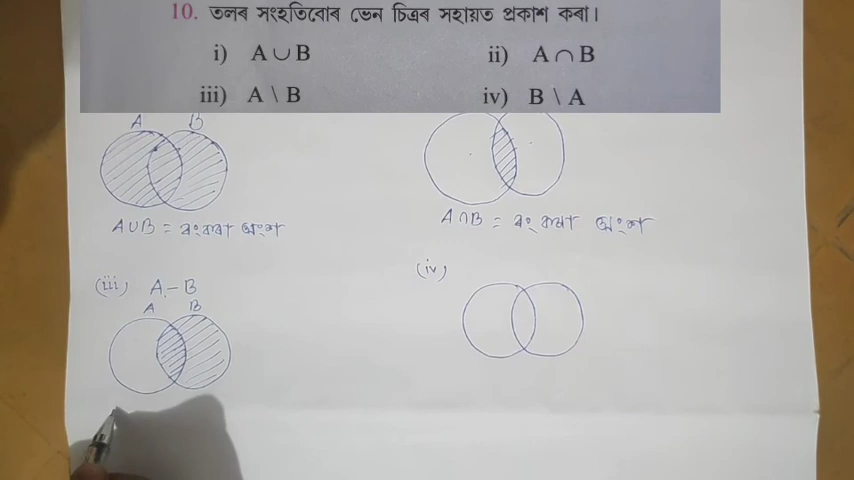 10. তলৰ সংহতিবোৰ ভেন চিত্ৰৰ সহায়ত প্ৰকাশ কৰা।
i) A ∪ B ii) A ∩ B
iii) A \ B iv) B \ A
A B
A∪B = ৰং কৰা অংশ
A∩B = ৰং কৰা অংশ
(iii) A - B
A B
(iv)